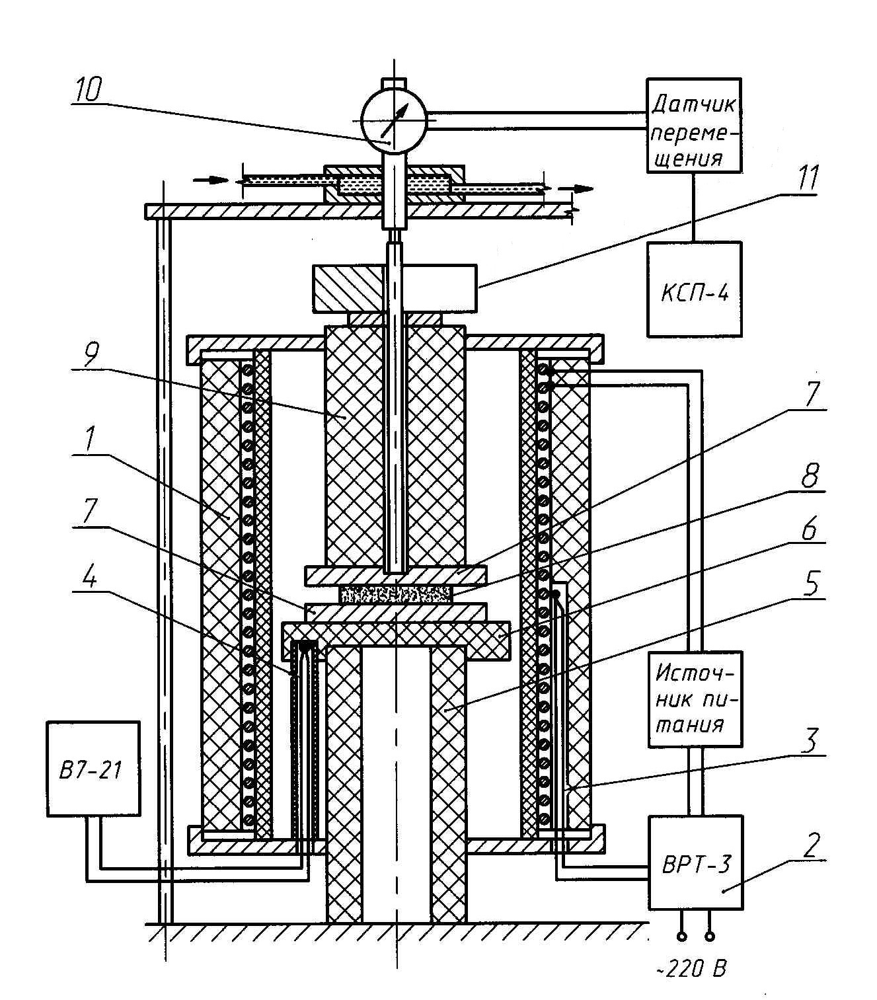 10
Датчик
переме-
щения
11
КСП-4
9
7
1
8
7
6
4
5
Источ-
ник пи-
тания
3
В7-21
2
ВРТ-3
~220 В